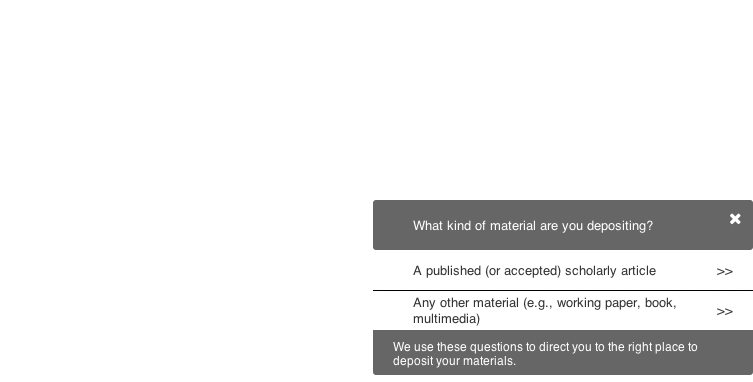 What kind of material are you depositing?
A published (or accepted) scholarly article >>
Any other material (e.g., working paper, book,
multimedia) >>
We use these questions to direct you to the right place to
deposit your materials.